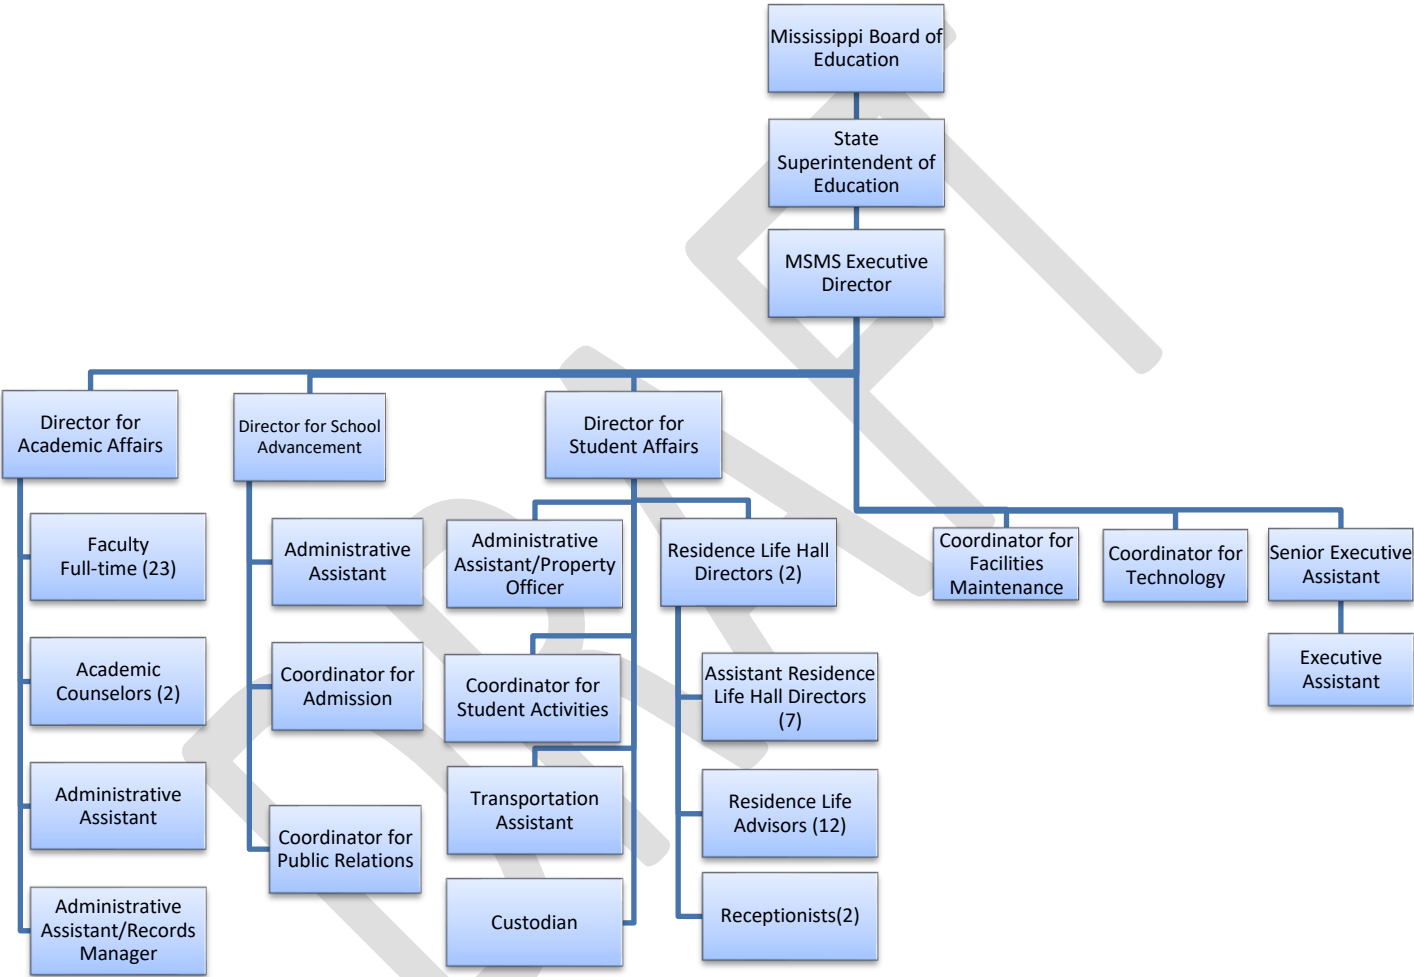 Mississippi Board of
Education
State
Superintendent of
Education
MSMS Executive
Director
Director for
Academic Affairs
Director for School
Advancement
Director for
Student Affairs
Faculty
Full-time (23)
Academic
Counselors (2)
Administrative
Assistant
Administrative
Assistant/Records
Manager
Administrative
Assistant
Coordinator for
Admission
Coordinator for
Public Relations
Administrative
Assistant/Property
Officer
Coordinator for
Student Activities
Transportation
Assistant
Custodian
Residence Life Hall
Directors (2)
Assistant Residence
Life Hall Directors
(7)
Residence Life
Advisors (12)
Receptionists(2)
Coordinator for
Facilities
Maintenance
Coordinator for
Technology
Senior Executive
Assistant
Executive
Assistant
DRAFT